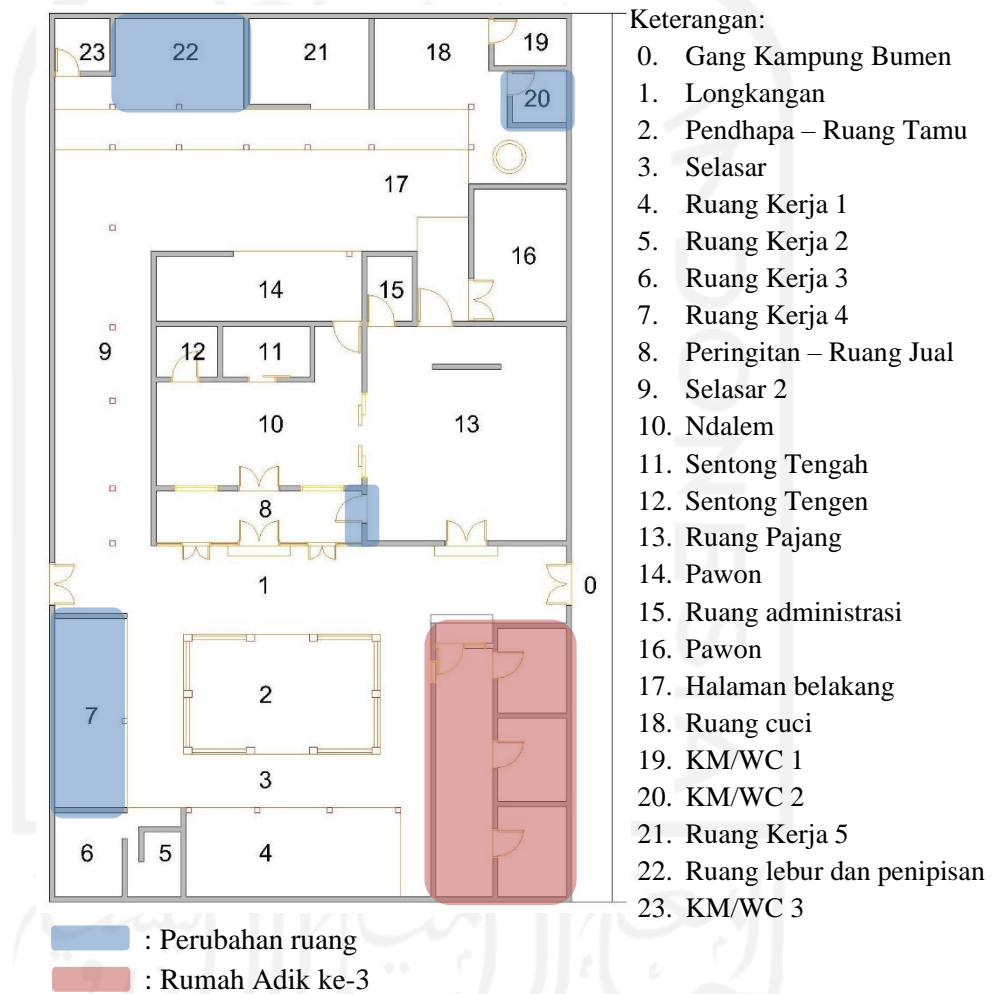 23
22
21
18
19
20
17
16
14
15
9
12
11
10
13
8
1
0
2
7
3
6
5
4
Keterangan:
0. Gang Kampung Bumen
1. Longkangan
2. Pendhapa – Ruang Tamu
3. Selasar
4. Ruang Kerja 1
5. Ruang Kerja 2
6. Ruang Kerja 3
7. Ruang Kerja 4
8. Peringitan – Ruang Jual
9. Selasar 2
10. Ndalem
11. Sentong Tengah
12. Sentong Tengen
13. Ruang Pajang
14. Pawon
15. Ruang administrasi
16. Pawon
17. Halaman belakang
18. Ruang cuci
19. KM/WC 1
20. KM/WC 2
21. Ruang Kerja 5
22. Ruang lebur dan penipisan
23. KM/WC 3
: Perubahan ruang
: Rumah Adik ke-3